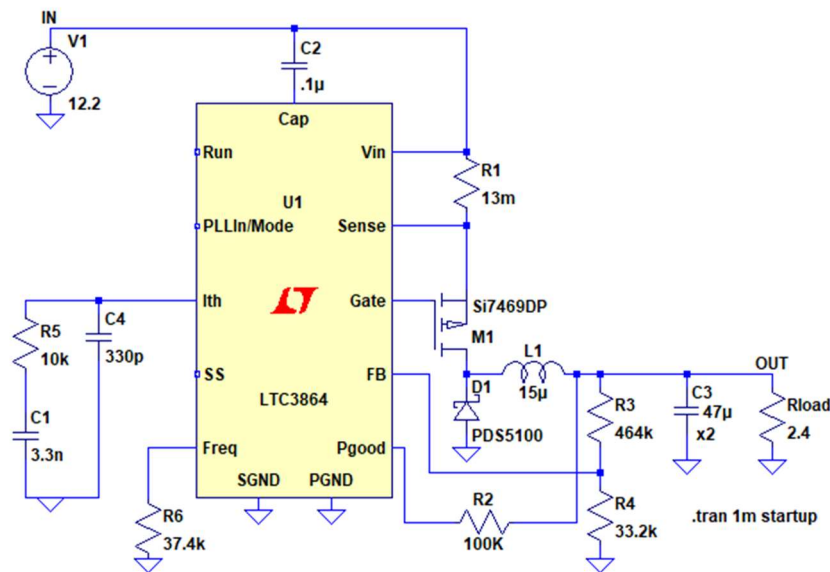 IN
V1
12.2
C2
.1µ
Cap
Run
Vin
R1
13m
U1
PLLIn/Mode
Sense
Ith
Gate
Si7469DP
M1
R5
10k
C4
330p
L1
15µ
OUT
SS
LTC3864
FB
D1
PDS5100
R3
464k
C3
47µ
x2
Rload
2.4
C1
3.3n
Freq
Pgood
SGND
PGND
R2
100K
R4
33.2k
R6
37.4k
.tran 1m startup